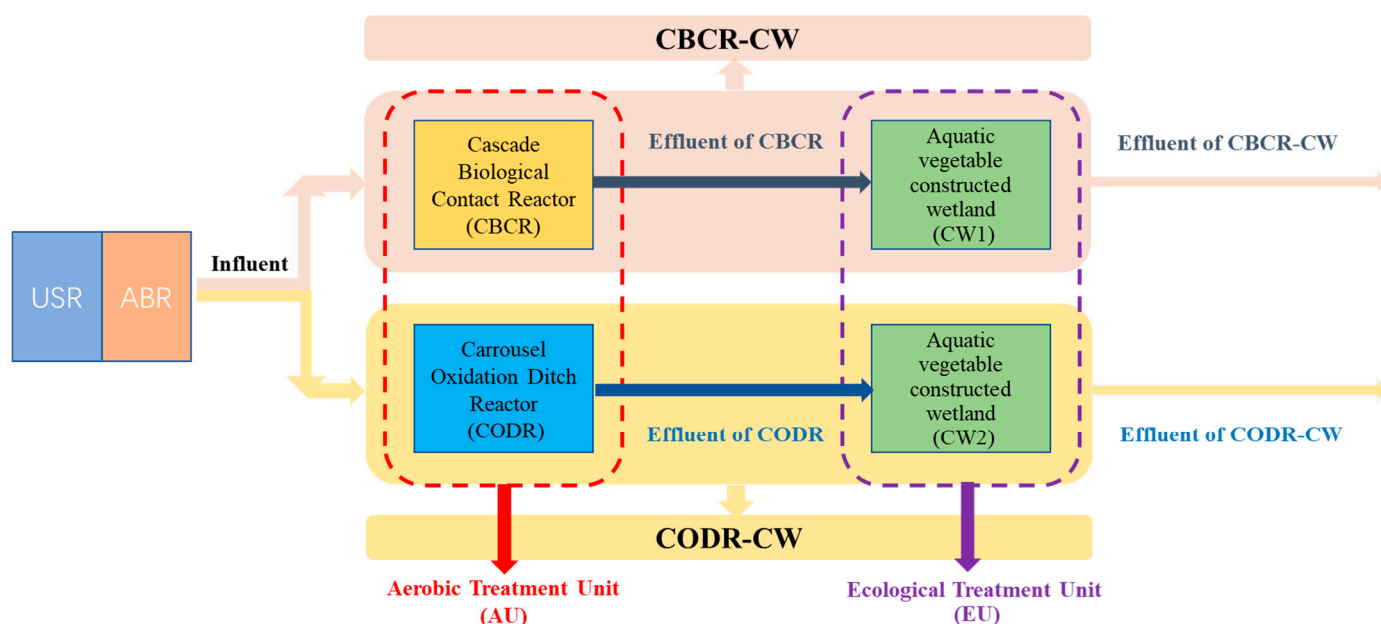 CBCR-CW
Cascade
Biological
Contact Reactor
(CBCR)
Effluent of CBCR
Aquatic
vegetable
constructed
wetland
(CW1)
Effluent of CBCR-CW
USR
ABR
Influent
Carrousel
Oxidation Ditch
Reactor
(CODR)
Effluent of CODR
Aquatic
vegetable
constructed
wetland
(CW2)
Effluent of CODR-CW
CODR-CW
Aerobic Treatment Unit
(AU)
Ecological Treatment Unit
(EU)